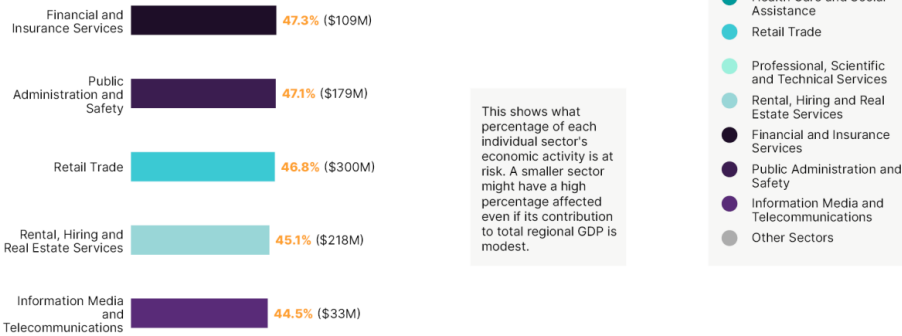 Financial and
Insurance Services
47.3% ($109M)
Public
Administration and
Safety
47.1% ($179M)
Retail Trade
46.8% ($300M)
Rental, Hiring and
Real Estate Services
45.1% ($218M)
Information Media
and
Telecommunications
44.5% ($33M)
This shows what
percentage of each
individual sector's
economic activity is at
risk. A smaller sector
might have a high
percentage affected
even if its contribution
to total regional GDP is
modest.
Health Care and Social
Assistance
Retail Trade
Professional, Scientific
and Technical Services
Rental, Hiring and Real
Estate Services
Financial and Insurance
Services
Public Administration and
Safety
Information Media and
Telecommunications
Other Sectors